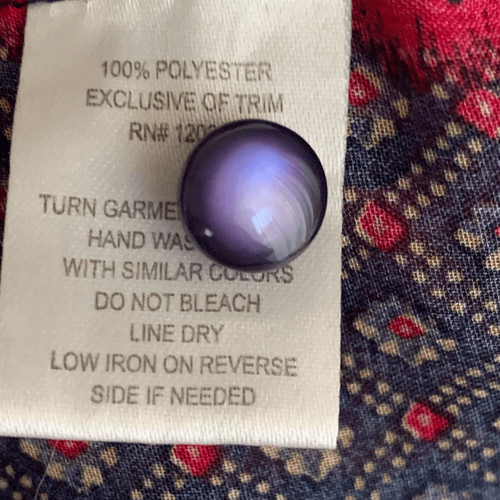 100% POLYESTER
EXCLUSIVE OF TRIM
RN#
TURN
HAND
WITH SIMILAR COLORS
DO NOT BLEACH
LINE DRY
LOW IRON ON REVERSE
SIDE IF NEEDED